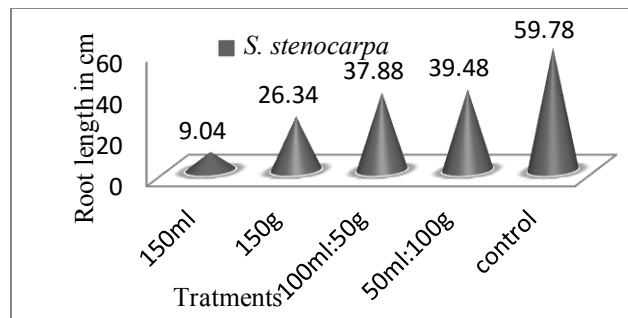 S. stenocarpa
59.78
39.48
37.88
26.34
9.04
Root length in cm
60
40
20
0
150ml
150g
100ml:50g
50ml:100g
control
Tratments